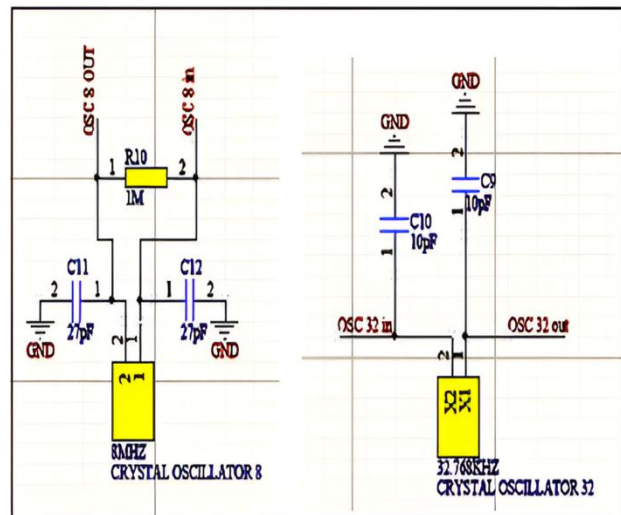 OSC 8 OUT
OSC 8 in
R10
1 2
1M
C11
2 1
27pF
GND
C12
1 2
27pF
GND
2 1
2 1
8MHZ
CRYSTAL OSCILLATOR 8
GND
2
C10
10pF
1
GND
2
C9
10pF
1
OSC 32 in
OSC 32 out
2 1
X2 X1
32.768KHZ
CRYSTAL OSCILLATOR 32